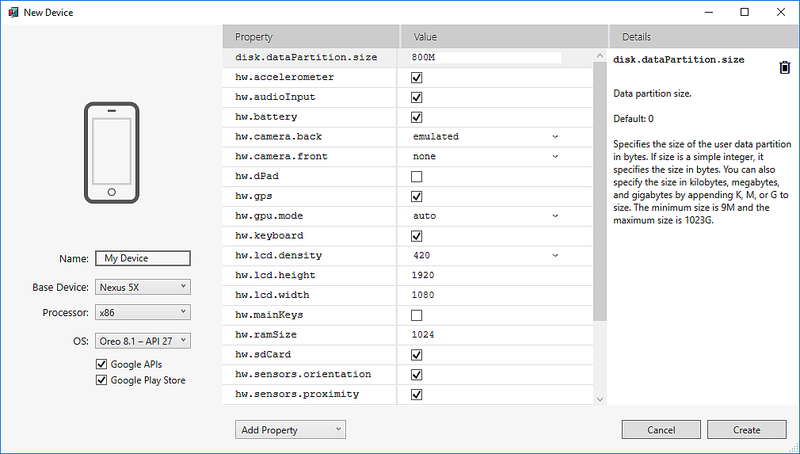 New Device
Property Value Details
disk.dataPartition.size 800M
hw.accelerometer
hw.audioInput
hw.battery
hw.camera.back emulated
hw.camera.front none
hw.dPad
hw.gps
hw.gpu.mode auto
hw.keyboard
hw.lcd.density 420
hw.lcd.height 1920
hw.lcd.width 1080
hw.mainKeys
hw.ramSize 1024
hw.sdCard
hw.sensors.orientation
hw.sensors.proximity
disk.dataPartition.size
Data partition size.
Default: 0
Specifies the size of the user data partition
in bytes. If size is a simple integer, it
specifies the size in bytes. You can also
specify the size in kilobytes, megabytes,
and gigabytes by appending K, M, or G to
size. The minimum size is 9M and the
maximum size is 1023G.
Name: My Device
Base Device: Nexus 5X
Processor: x86
OS: Oreo 8.1 – API 27
Google APIs
Google Play Store
Add Property
Cancel Create